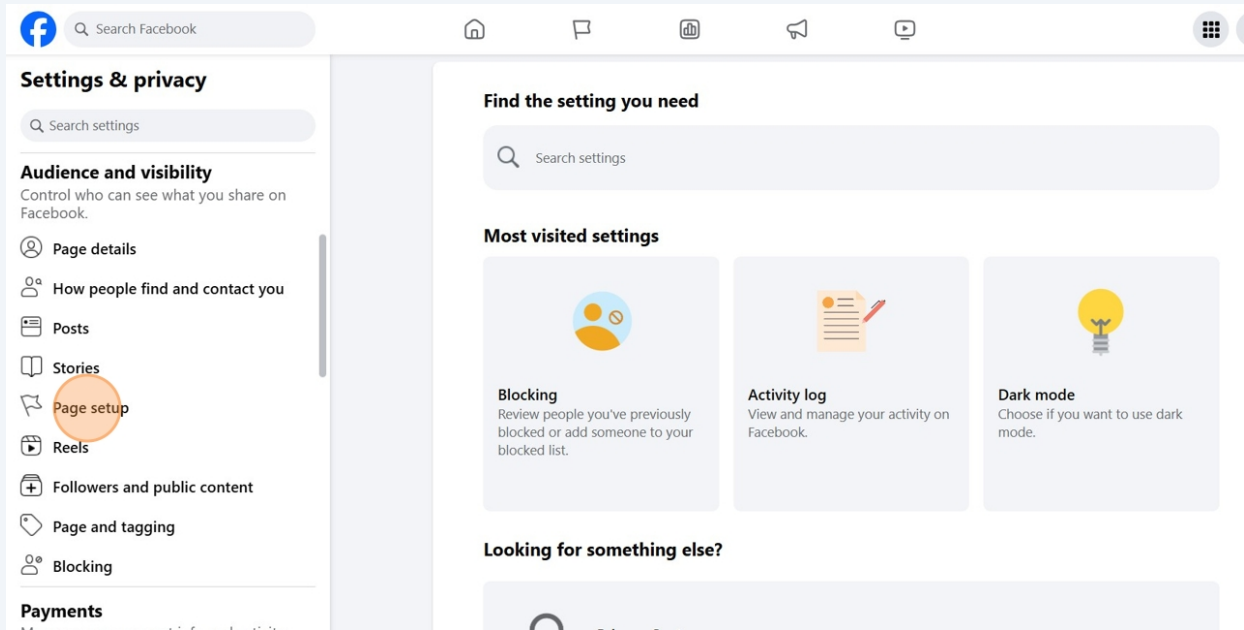 Search Facebook
Settings & privacy
Search settings
Audience and visibility
Control who can see what you share on
Facebook.
Page details
How people find and contact you
Posts
Stories
Page setup
Reels
Followers and public content
Page and tagging
Blocking
Payments
Find the setting you need
Search settings
Most visited settings
Blocking
Review people you've previously
blocked or add someone to your
blocked list.
Activity log
View and manage your activity on
Facebook.
Dark mode
Choose if you want to use dark
mode.
Looking for something else?